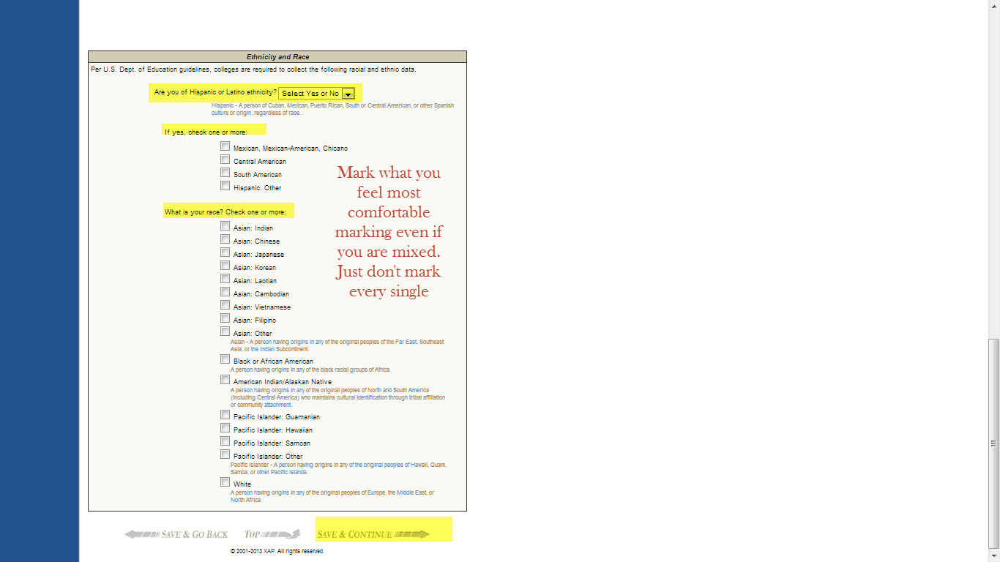 Ethnicity and Race
Per U.S. Dept. of Education guidelines, colleges are required to collect the following racial and ethnic data.
Are you of Hispanic or Latino ethnicity? Select Yes or No
Hispanic - A person of Cuban, Mexican, Puerto Rican, South or Central American, or other Spanish
culture or origin, regardless of race.
If yes, check one or more:
Mexican, Mexican-American, Chicano
Central American
South American
Hispanic: Other
Mark what you
feel most
comfortable
marking even if
you are mixed.
Just don't mark
every single
What is your race? Check one or more:
Asian: Indian
Asian: Chinese
Asian: Japanese
Asian: Korean
Asian: Laotian
Asian: Cambodian
Asian: Vietnamese
Asian: Filipino
Asian: Other
Asian - A person having origins in any of the original peoples of the Far East, Southeast
Asia, or the Indian Subcontinent.
Black or African American
A person having origins in any of the black racial groups of Africa.
American Indian/Alaskan Native
A person having origins in any of the original peoples of North and South America
(including Central America) who maintains cultural identification through tribal affiliation
or community attachment.
Pacific Islander: Guamanian
Pacific Islander: Hawaiian
Pacific Islander: Samoan
Pacific Islander: Other
Pacific Islander - A person having origins in any of the original peoples of Hawaii, Guam,
Samoa, or other Pacific Islands.
White
A person having origins in any of the original peoples of Europe, the Middle East, or
North Africa.
SAVE & GO BACK TOP SAVE & CONTINUE
© 2001-2013 XAP. All rights reserved.